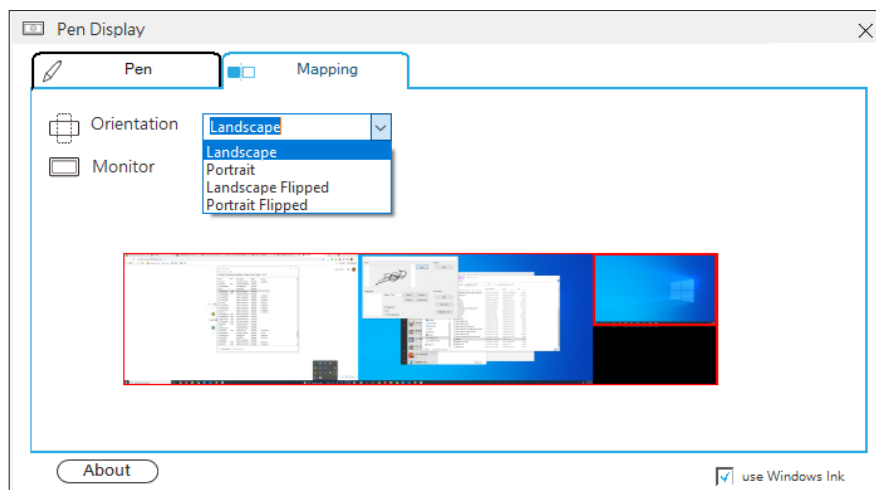 Pen Display
Pen
Mapping
Orientation
Landscape
Landscape
Portrait
Landscape Flipped
Portrait Flipped
Monitor
About
use Windows Ink